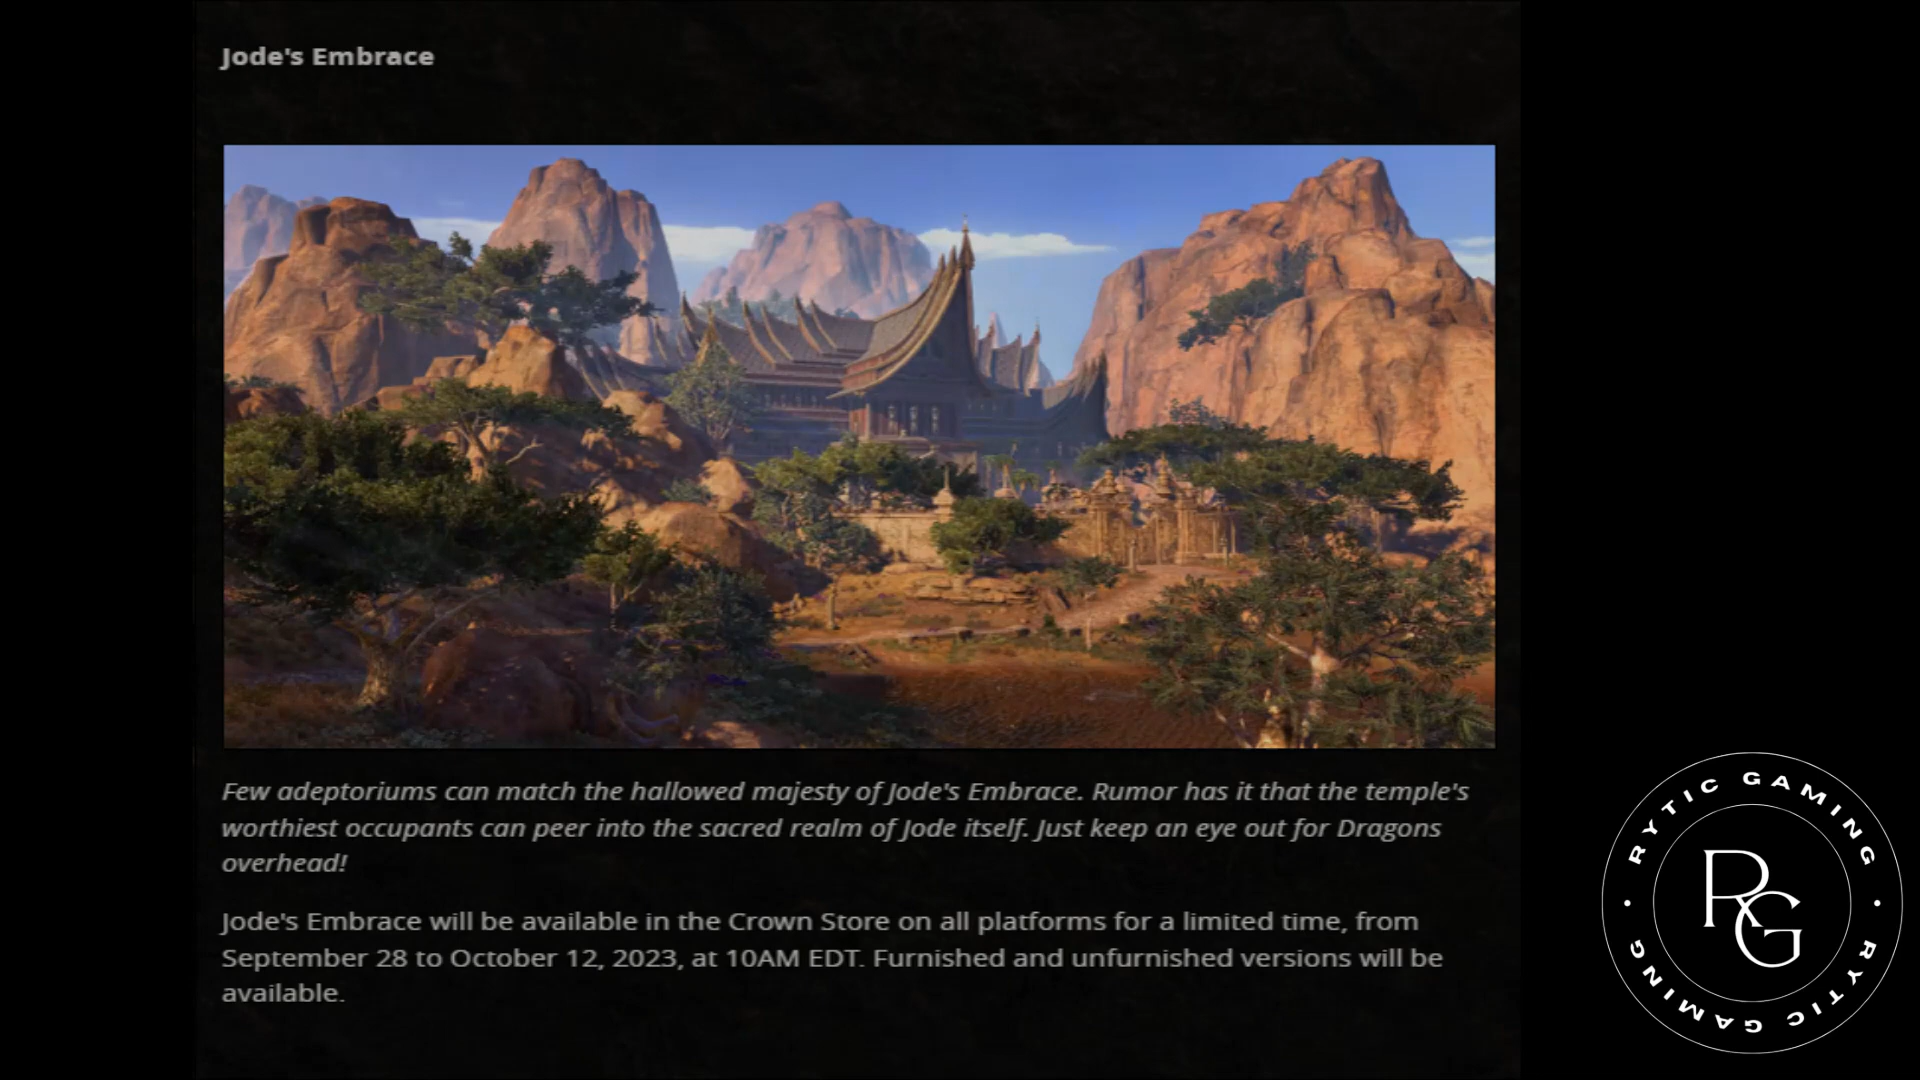 Jode's Embrace
Few adeptoriums can match the hallowed majesty of Jode's Embrace. Rumor has it that the temple's
worthiest occupants can peer into the sacred realm of Jode itself. Just keep an eye out for Dragons
overhead!
Jode's Embrace will be available in the Crown Store on all platforms for a limited time, from
September 28 to October 12, 2023, at 10AM EDT. Furnished and unfurnished versions will be
available.
• RYTIC GAMING •
RG
RYTIC GAMING